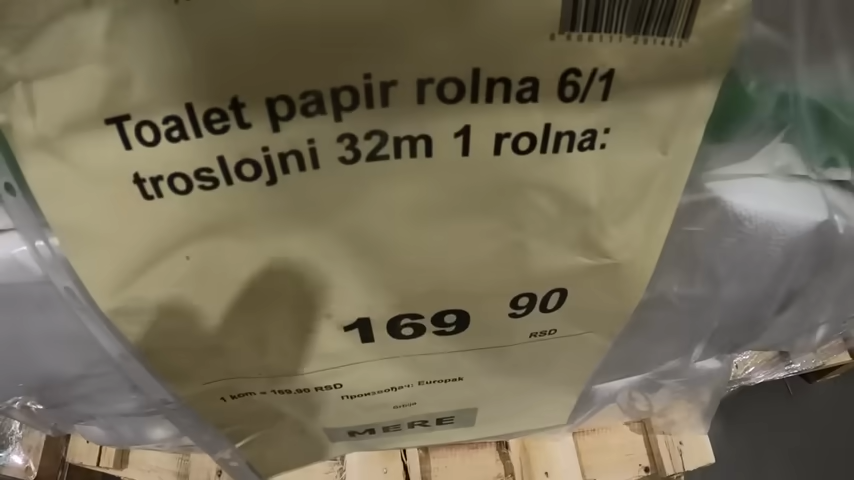 Toalet papir rolna 6/1
troslojni 32m 1 rolna:
169 90
RSD
1 kom = 169,90 RSD
Произвођач: Europak
Srbija
MERE